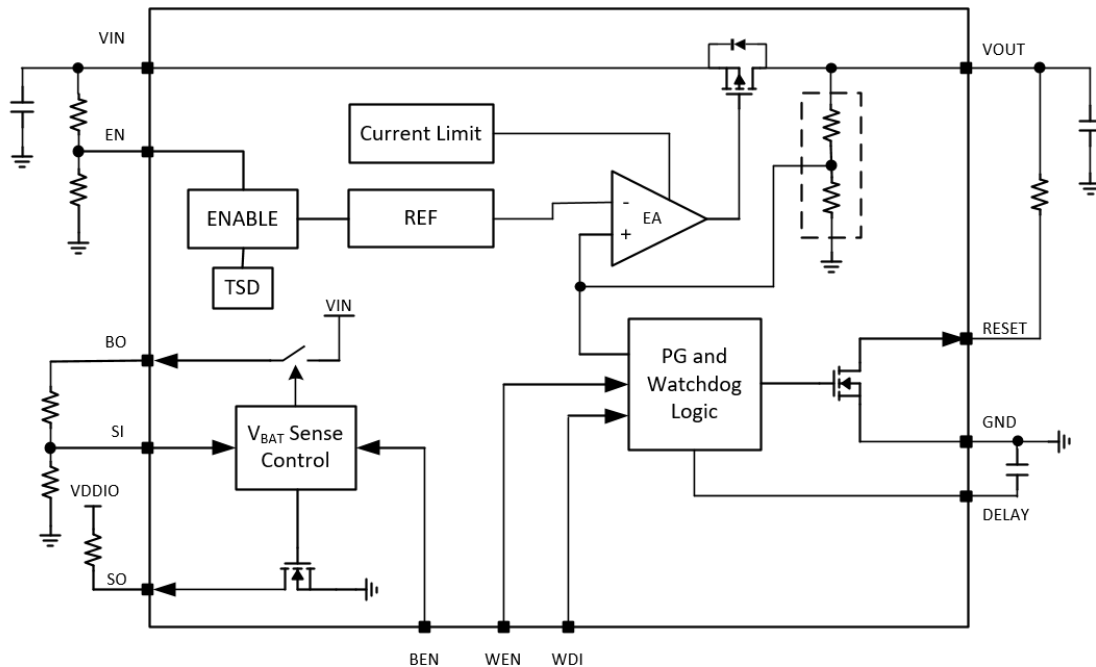 VIN
VOUT
Current Limit
EN
ENABLE
REF
-
EA
+
TSD
VIN
BO
RESET
PG and
Watchdog
Logic
SI
VBAT Sense
Control
GND
VDDIO
DELAY
SO
BEN
WEN
WDI